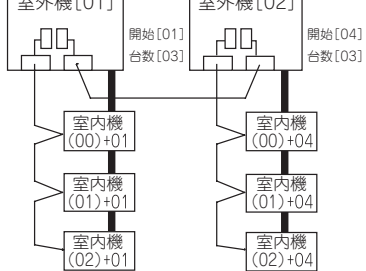 室外機[01]
開始[01]
台数[03]
室内機
(00)+01
室内機
(01)+01
室内機
(02)+01
室外機[02]
開始[04]
台数[03]
室内機
(00)+04
室内機
(01)+04
室内機
(02)+04